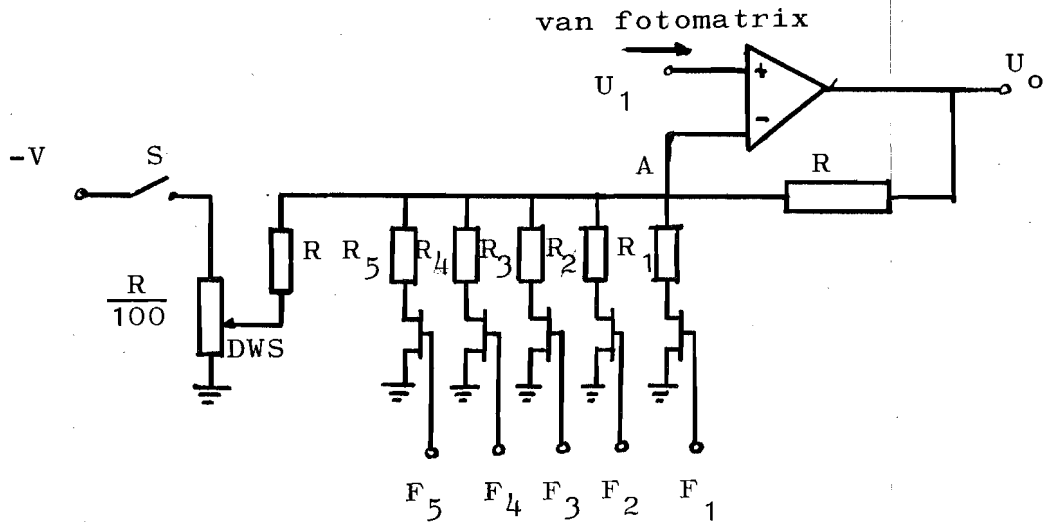 van fotomatrix
U1
+
-
Uo
-V
S
A
R
R
R5
R4
R3
R2
R1
R
100
DWS
F5
F4
F3
F2
F1